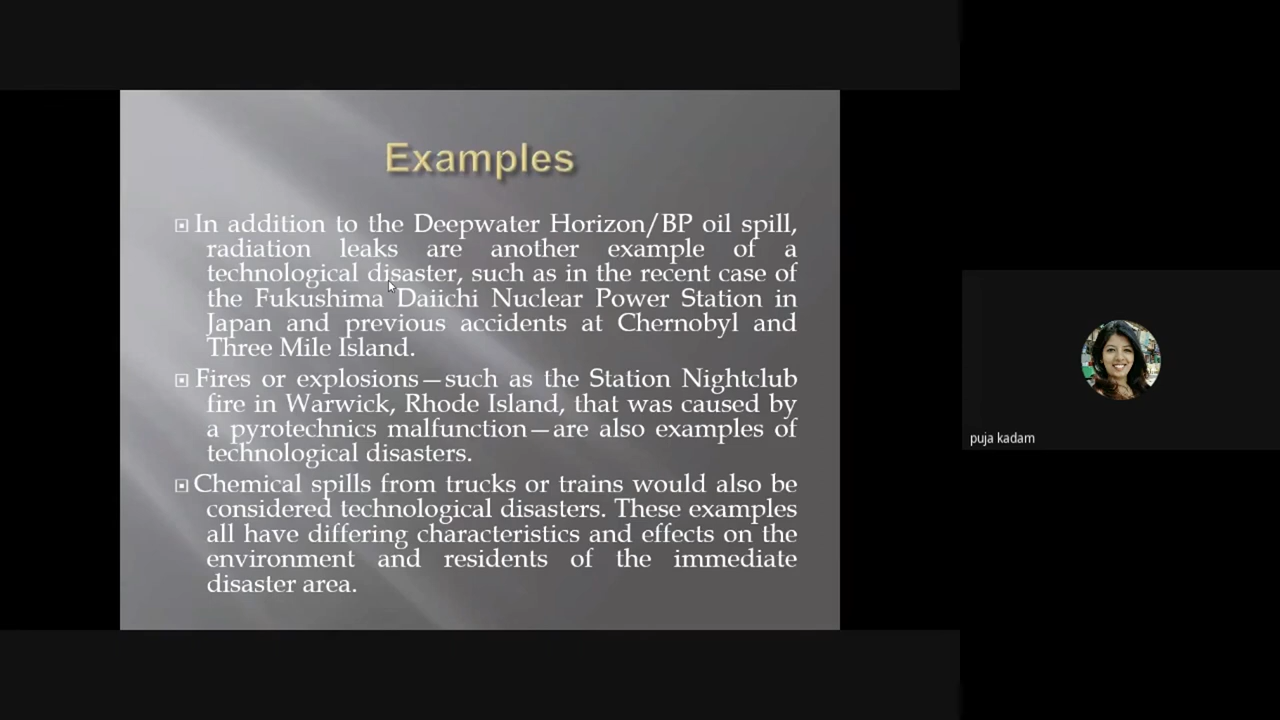 Examples
In addition to the Deepwater Horizon/BP oil spill,
radiation leaks are another example of a
technological disaster, such as in the recent case of
the Fukushima Daiichi Nuclear Power Station in
Japan and previous accidents at Chernobyl and
Three Mile Island.
Fires or explosions—such as the Station Nightclub
fire in Warwick, Rhode Island, that was caused by
a pyrotechnics malfunction—are also examples of
technological disasters.
Chemical spills from trucks or trains would also be
considered technological disasters. These examples
all have differing characteristics and effects on the
environment and residents of the immediate
disaster area.
puja kadam